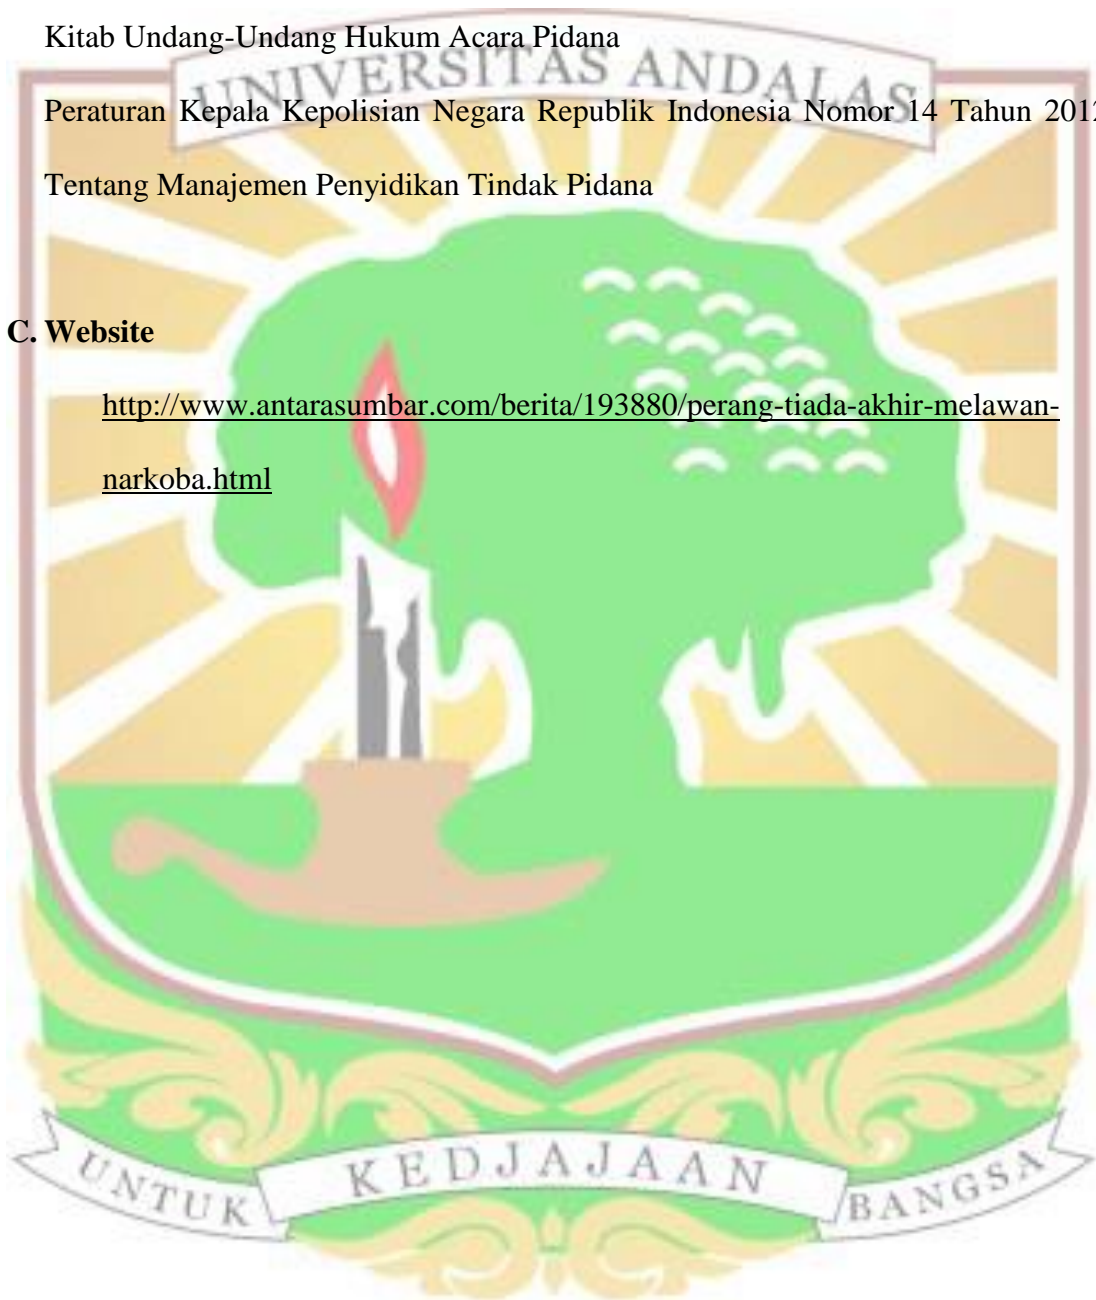 Kitab Undang-Undang Hukum Acara Pidana
UNIVERSITAS ANDALAS
Peraturan Kepala Kepolisian Negara Republik Indonesia Nomor 14 Tahun 2012
Tentang Manajemen Penyidikan Tindak Pidana
C. Website
http://www.antarasumbar.com/berita/193880/perang-tiada-akhir-melawan-
narkoba.html
UNTUK KEDJAJAAN BANGSA